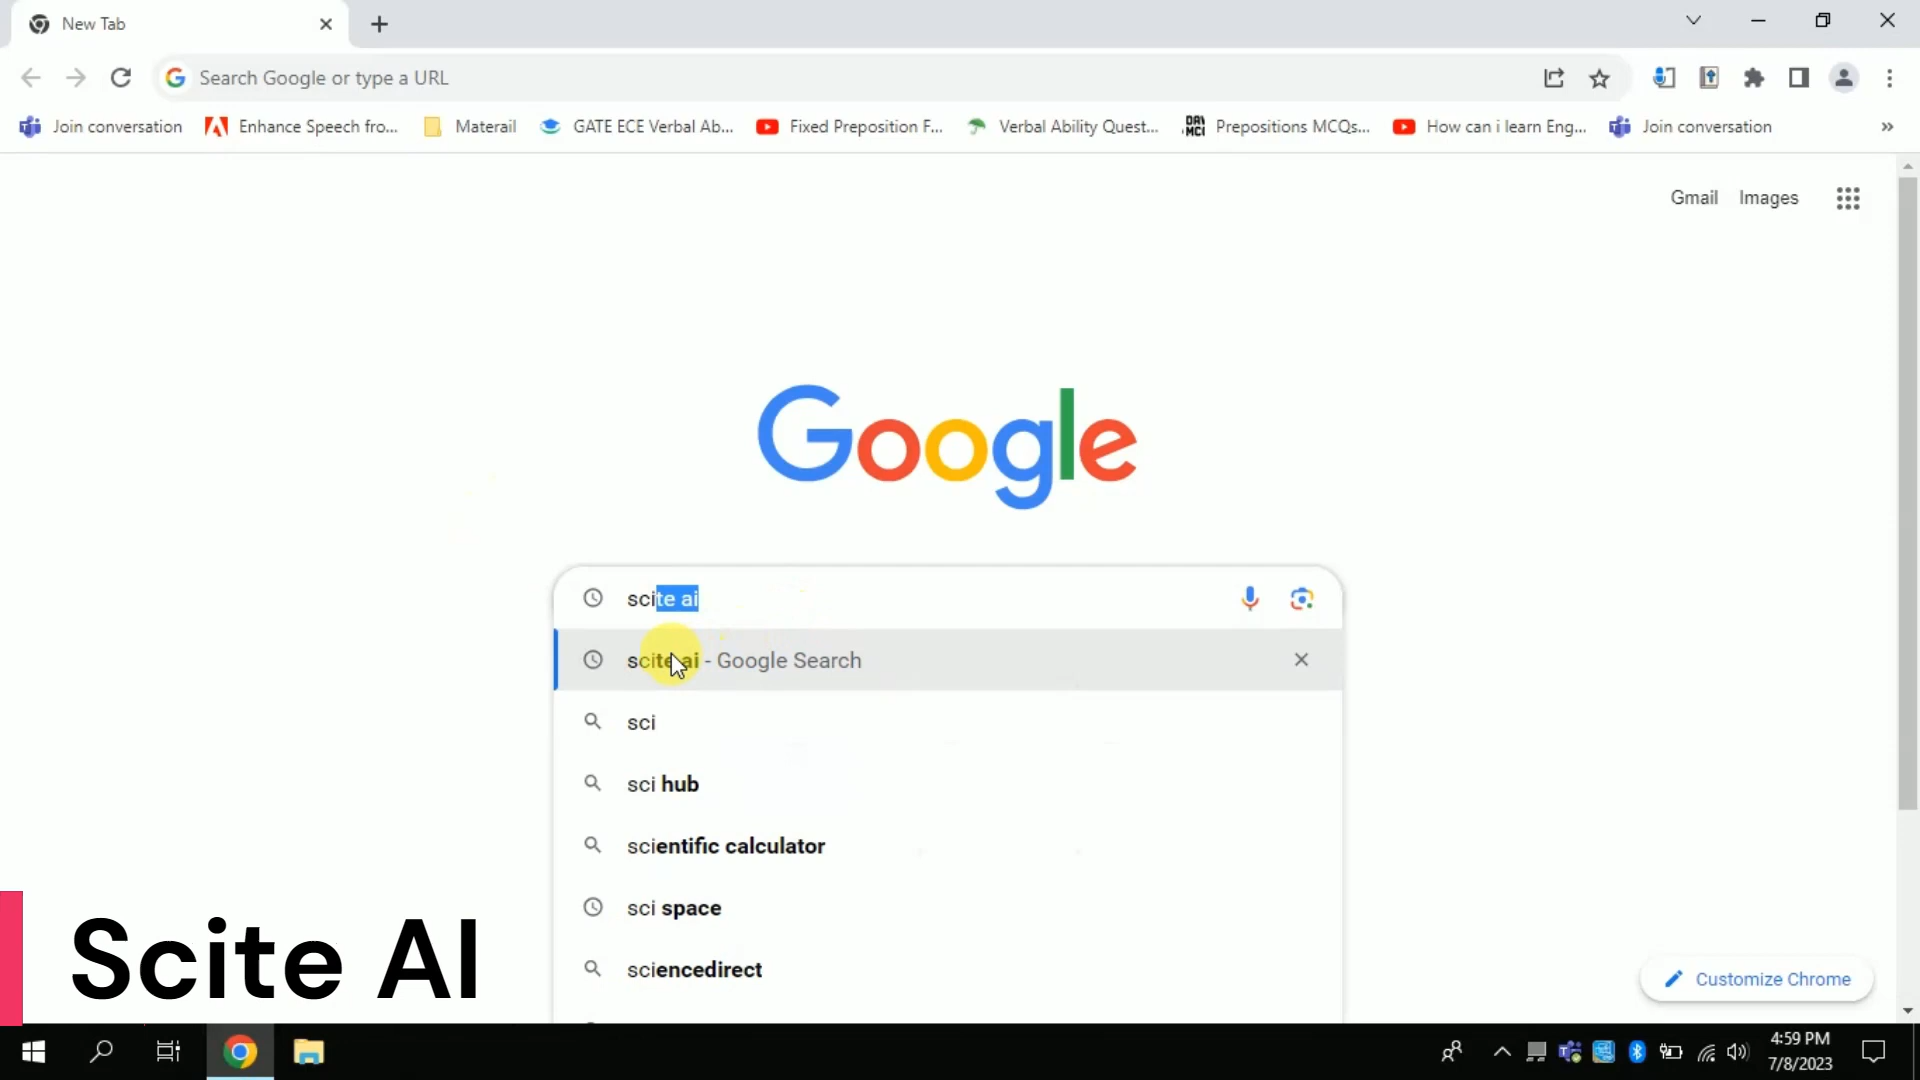 New Tab
Search Google or type a URL
Join conversation
Enhance Speech fro...
Materail
GATE ECE Verbal Ab...
Fixed Preposition F...
Verbal Ability Quest...
Prepositions MCQs...
How can i learn Eng...
Join conversation
»
Gmail Images
Google
scite ai
scite ai - Google Search
sci
sci hub
scientific calculator
sci space
sciencedirect
Customize Chrome
Scite AI
4:59 PM
7/8/2023